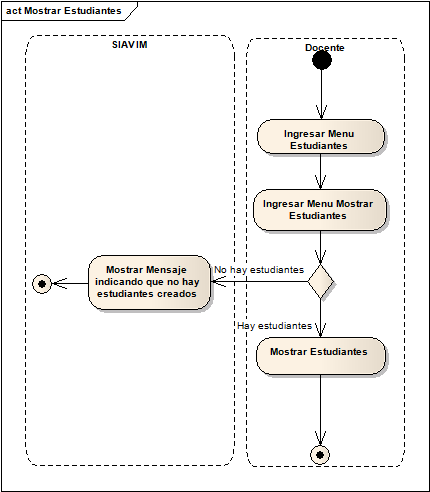 act Mostrar Estudiantes
SIAVIM
Docente
Ingresar Menu
Estudiantes
Ingresar Menu Mostrar
Estudiantes
No hay estudiantes
Mostrar Mensaje
indicando que no hay
estudiantes creados
Hay estudiantes
Mostrar Estudiantes